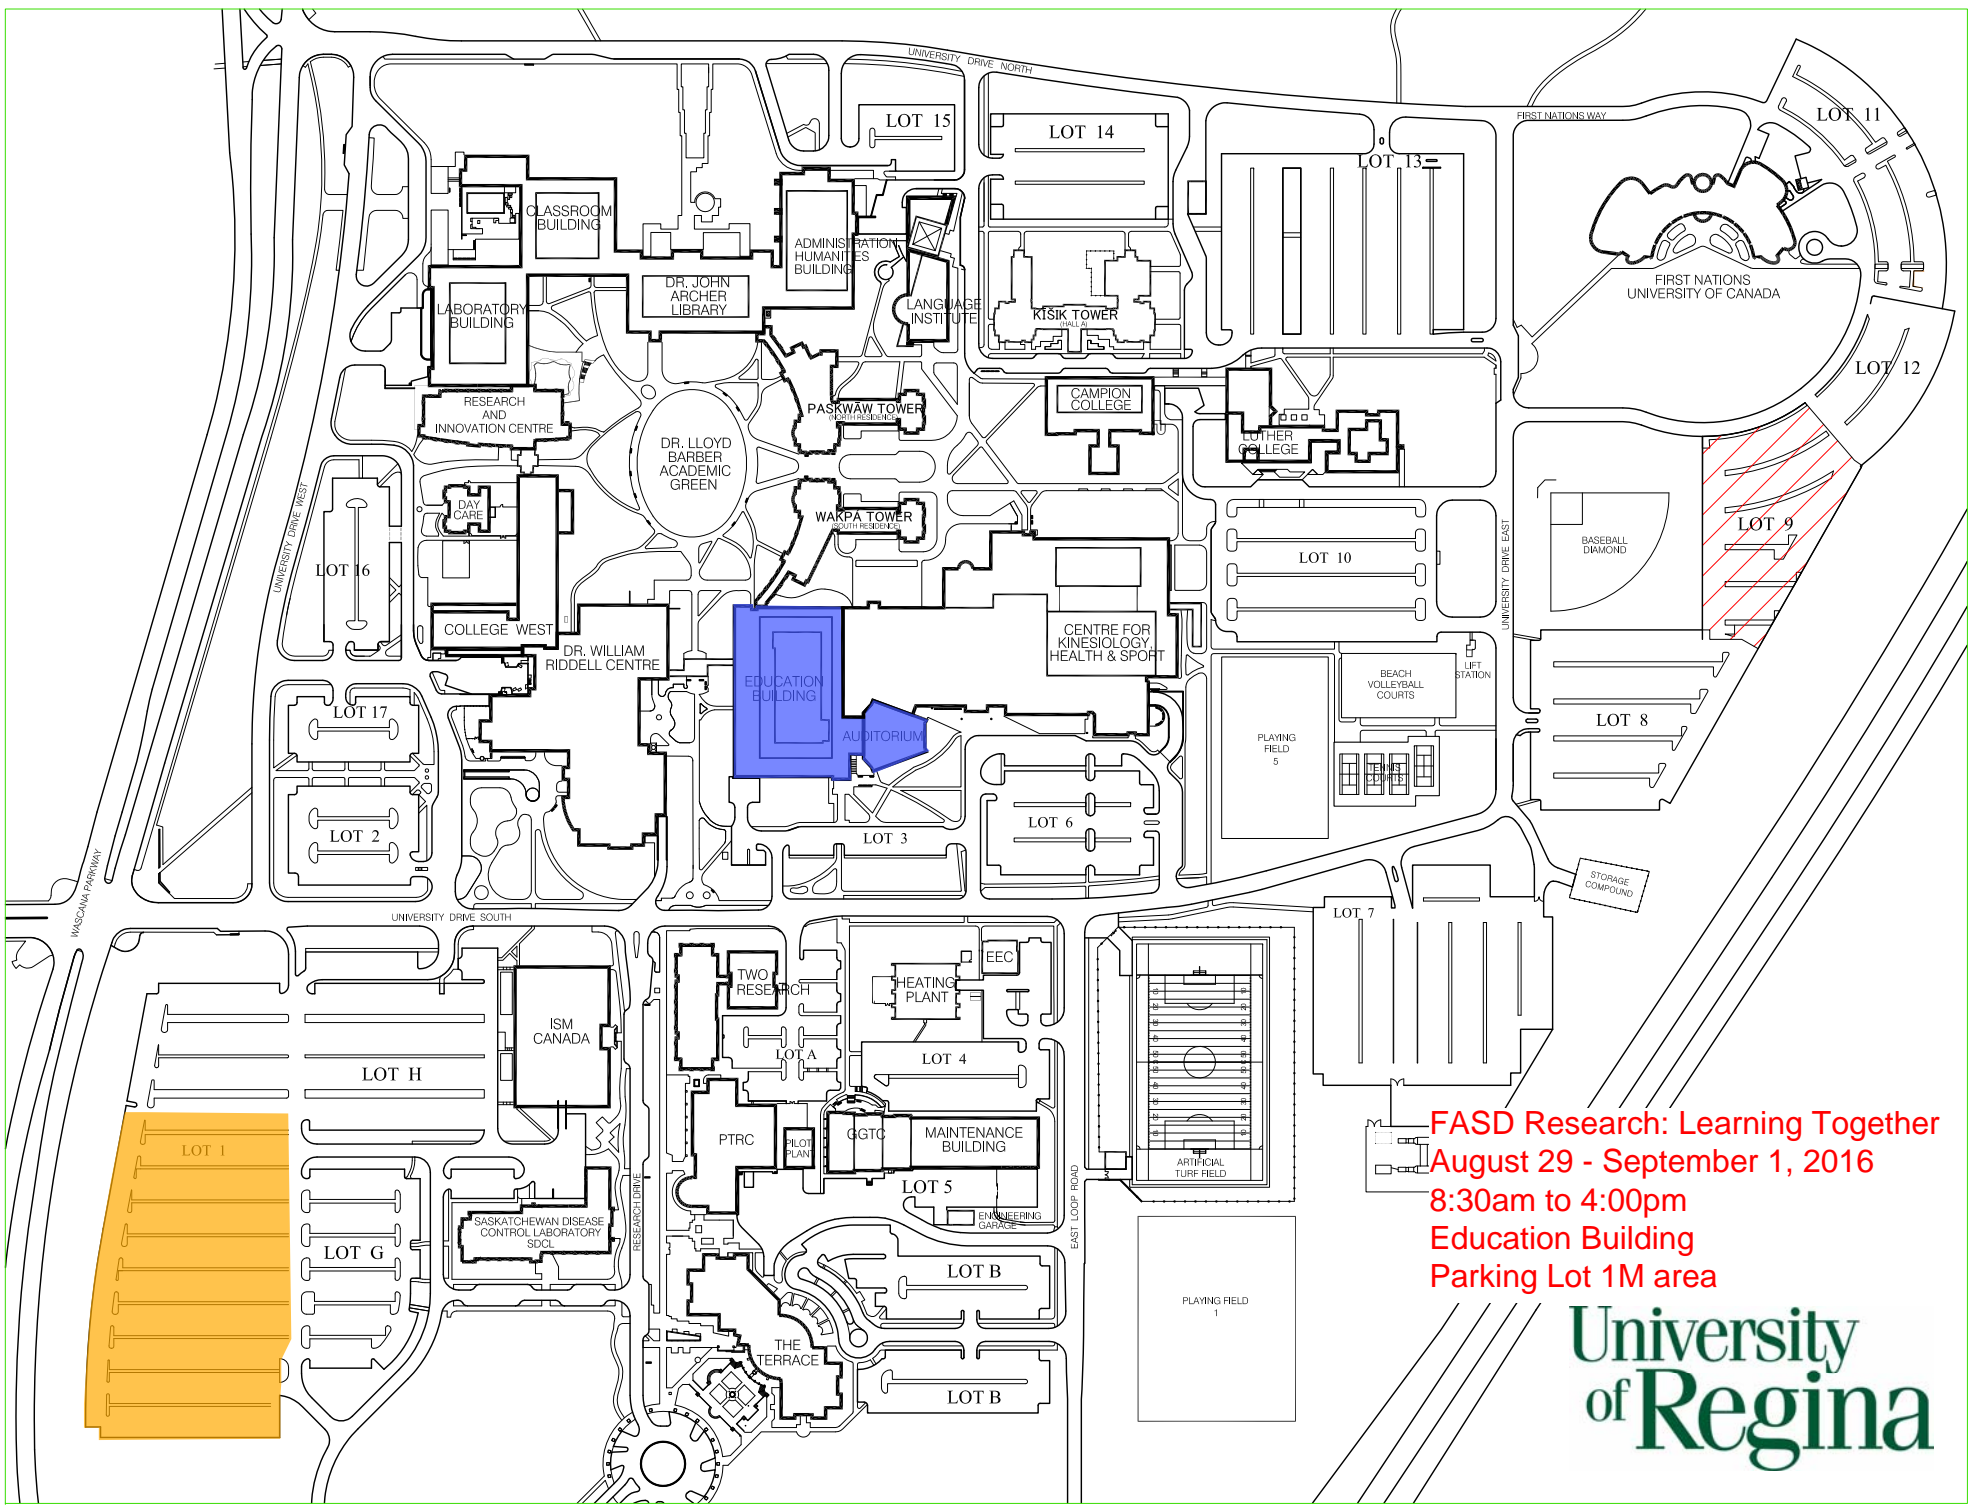 UNIVERSITY DRIVE NORTH
FIRST NATIONS WAY
LOT 11
LOT 15
LOT 14
LOT 13
CLASSROOM
BUILDING
ADMINISTRATION
HUMANITIES
BUILDING
DR. JOHN
ARCHER
LIBRARY
LABORATORY
BUILDING
LANGUAGE
INSTITUTE
KĪSIK TOWER
(HALL A)
FIRST NATIONS
UNIVERSITY OF CANADA
LOT 12
RESEARCH
AND
INNOVATION CENTRE
PASKWĀW TOWER
(NORTH RESIDENCE)
CAMPION
COLLEGE
LUTHER
COLLEGE
DR. LLOYD
BARBER
ACADEMIC
GREEN
DAY
CARE
WAKPÁ TOWER
(SOUTH RESIDENCE)
UNIVERSITY DRIVE WEST
LOT 16
LOT 10
UNIVERSITY DRIVE EAST
BASEBALL
DIAMOND
LOT 9
COLLEGE WEST
DR. WILLIAM
RIDDELL CENTRE
EDUCATION
BUILDING
AUDITORIUM
CENTRE FOR
KINESIOLOGY,
HEALTH & SPORT
BEACH
VOLLEYBALL
COURTS
LIFT
STATION
LOT 8
LOT 17
PLAYING
FIELD
5
TENNIS
COURTS
LOT 2
LOT 3
LOT 6
WASCANA PARKWAY
UNIVERSITY DRIVE SOUTH
STORAGE
COMPOUND
LOT 7
TWO
RESEARCH
HEATING
PLANT
EEC
ISM
CANADA
LOT A
LOT 4
LOT H
PTRC
PILOT
PLANT
GGTC
MAINTENANCE
BUILDING
ARTIFICIAL
TURF FIELD
LOT 1
LOT 5
ENGINEERING
GARAGE
EAST LOOP ROAD
RESEARCH DRIVE
SASKATCHEWAN DISEASE
CONTROL LABORATORY
SDCL
LOT G
LOT B
THE
TERRACE
LOT B
PLAYING FIELD
1
FASD Research: Learning Together
August 29 - September 1, 2016
8:30am to 4:00pm
Education Building
Parking Lot 1M area
University
of Regina